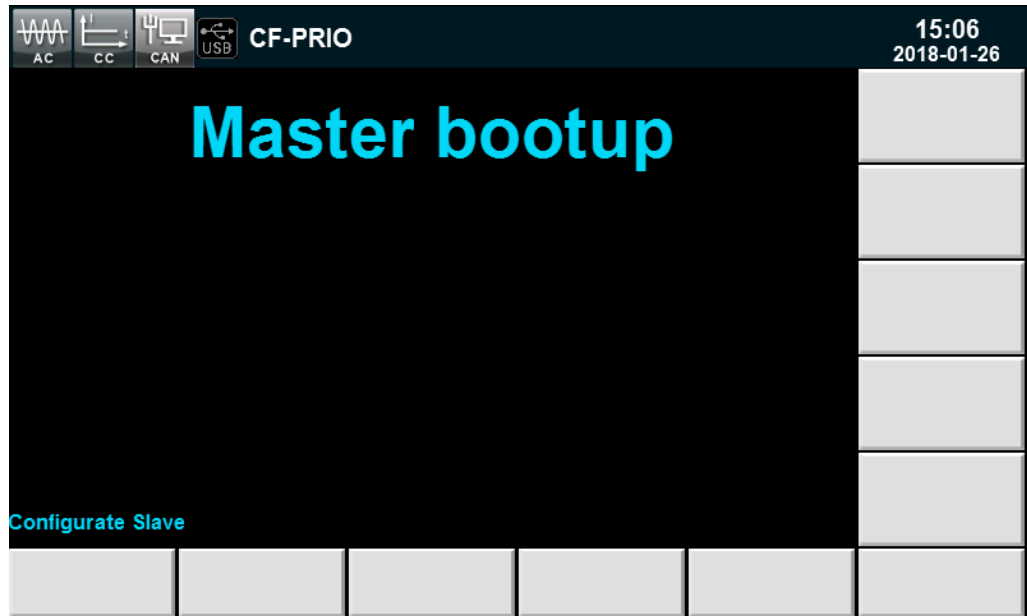 AC CC t CAN USB CF-PRIO 15:06
2018-01-26
Master bootup
Configurate Slave